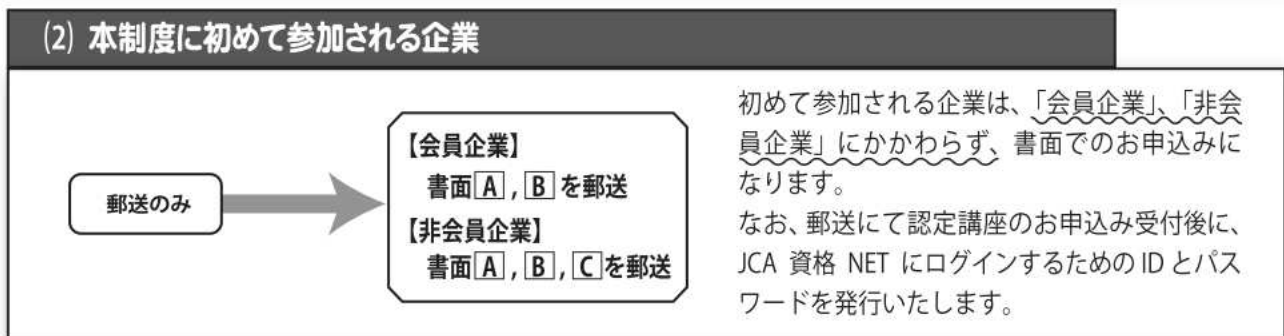 (2) 本制度に初めて参加される企業
郵送のみ
【会員企業】
書面A, Bを郵送
【非会員企業】
書面A, B, Cを郵送
初めて参加される企業は、「会員企業」、「非会
員企業」にかかわらず、書面でのお申込みに
なります。
なお、郵送にて認定講座のお申込み受付後に、
JCA 資格 NET にログインするための ID とパス
ワードを発行いたします。